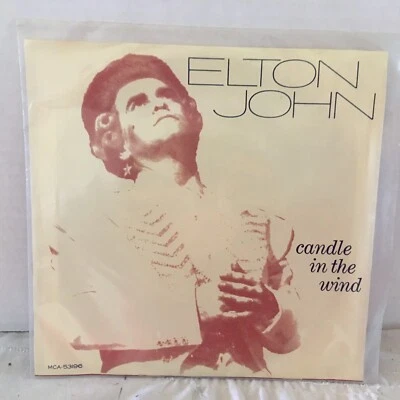 ELTON
JOHN
candle
in the
wind
MCA-53196